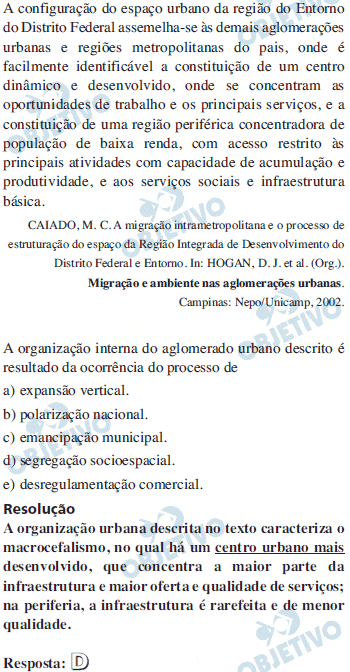 A configuração do espaço urbano da região do Entorno
do Distrito Federal assemelha-se às demais aglomerações
urbanas e regiões metropolitanas do pais, onde é
facilmente identificável a constituição de um centro
dinâmico e desenvolvido, onde se concentram as
oportunidades de trabalho e os principais serviços, e a
constituição de uma região periférica concentradora de
população de baixa renda, com acesso restrito às
principais atividades com capacidade de acumulação e
produtividade, e aos serviços sociais e infraestrutura
básica.
CAIADO, M. C. A migração intrametropolitana e o processo de
estruturação do espaço da Região Integrada de Desenvolvimento do
Distrito Federal e Entorno. In: HOGAN, D. J. et al. (Org.).
Migração e ambiente nas aglomerações urbanas.
Campinas: Nepo/Unicamp, 2002.
A organização interna do aglomerado urbano descrito é
resultado da ocorrência do processo de
a) expansão vertical.
b) polarização nacional.
c) emancipação municipal.
d) segregação socioespacial.
e) desregulamentação comercial.
Resolução
A organização urbana descrita no texto caracteriza o
macrocefalismo, no qual há um centro urbano mais
desenvolvido, que concentra a maior parte da
infraestrutura e maior oferta e qualidade de serviços;
na periferia, a infraestrutura é rarefeita e de menor
qualidade.
Resposta: D
OBJETIVO
OBJETIVO
OBJETIVO
OBJETIVO
OBJETIVO
OBJETIVO
OBJETIVO